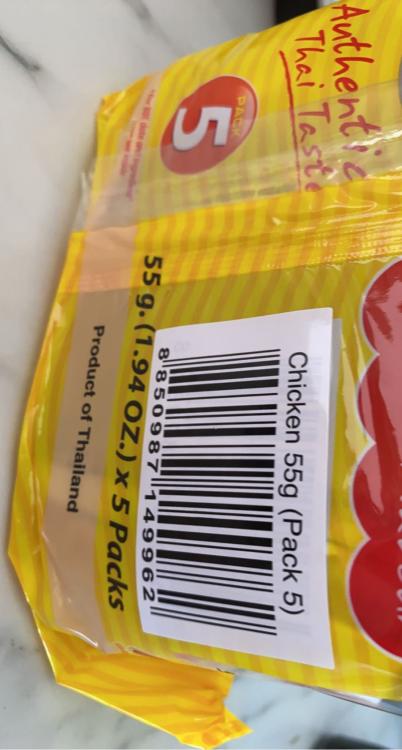 Authentic
Thai Taste
PACK
5
Chicken 55g (Pack 5)
8 850987 149962
55 g. (1.94 OZ.) x 5 Packs
Product of Thailand